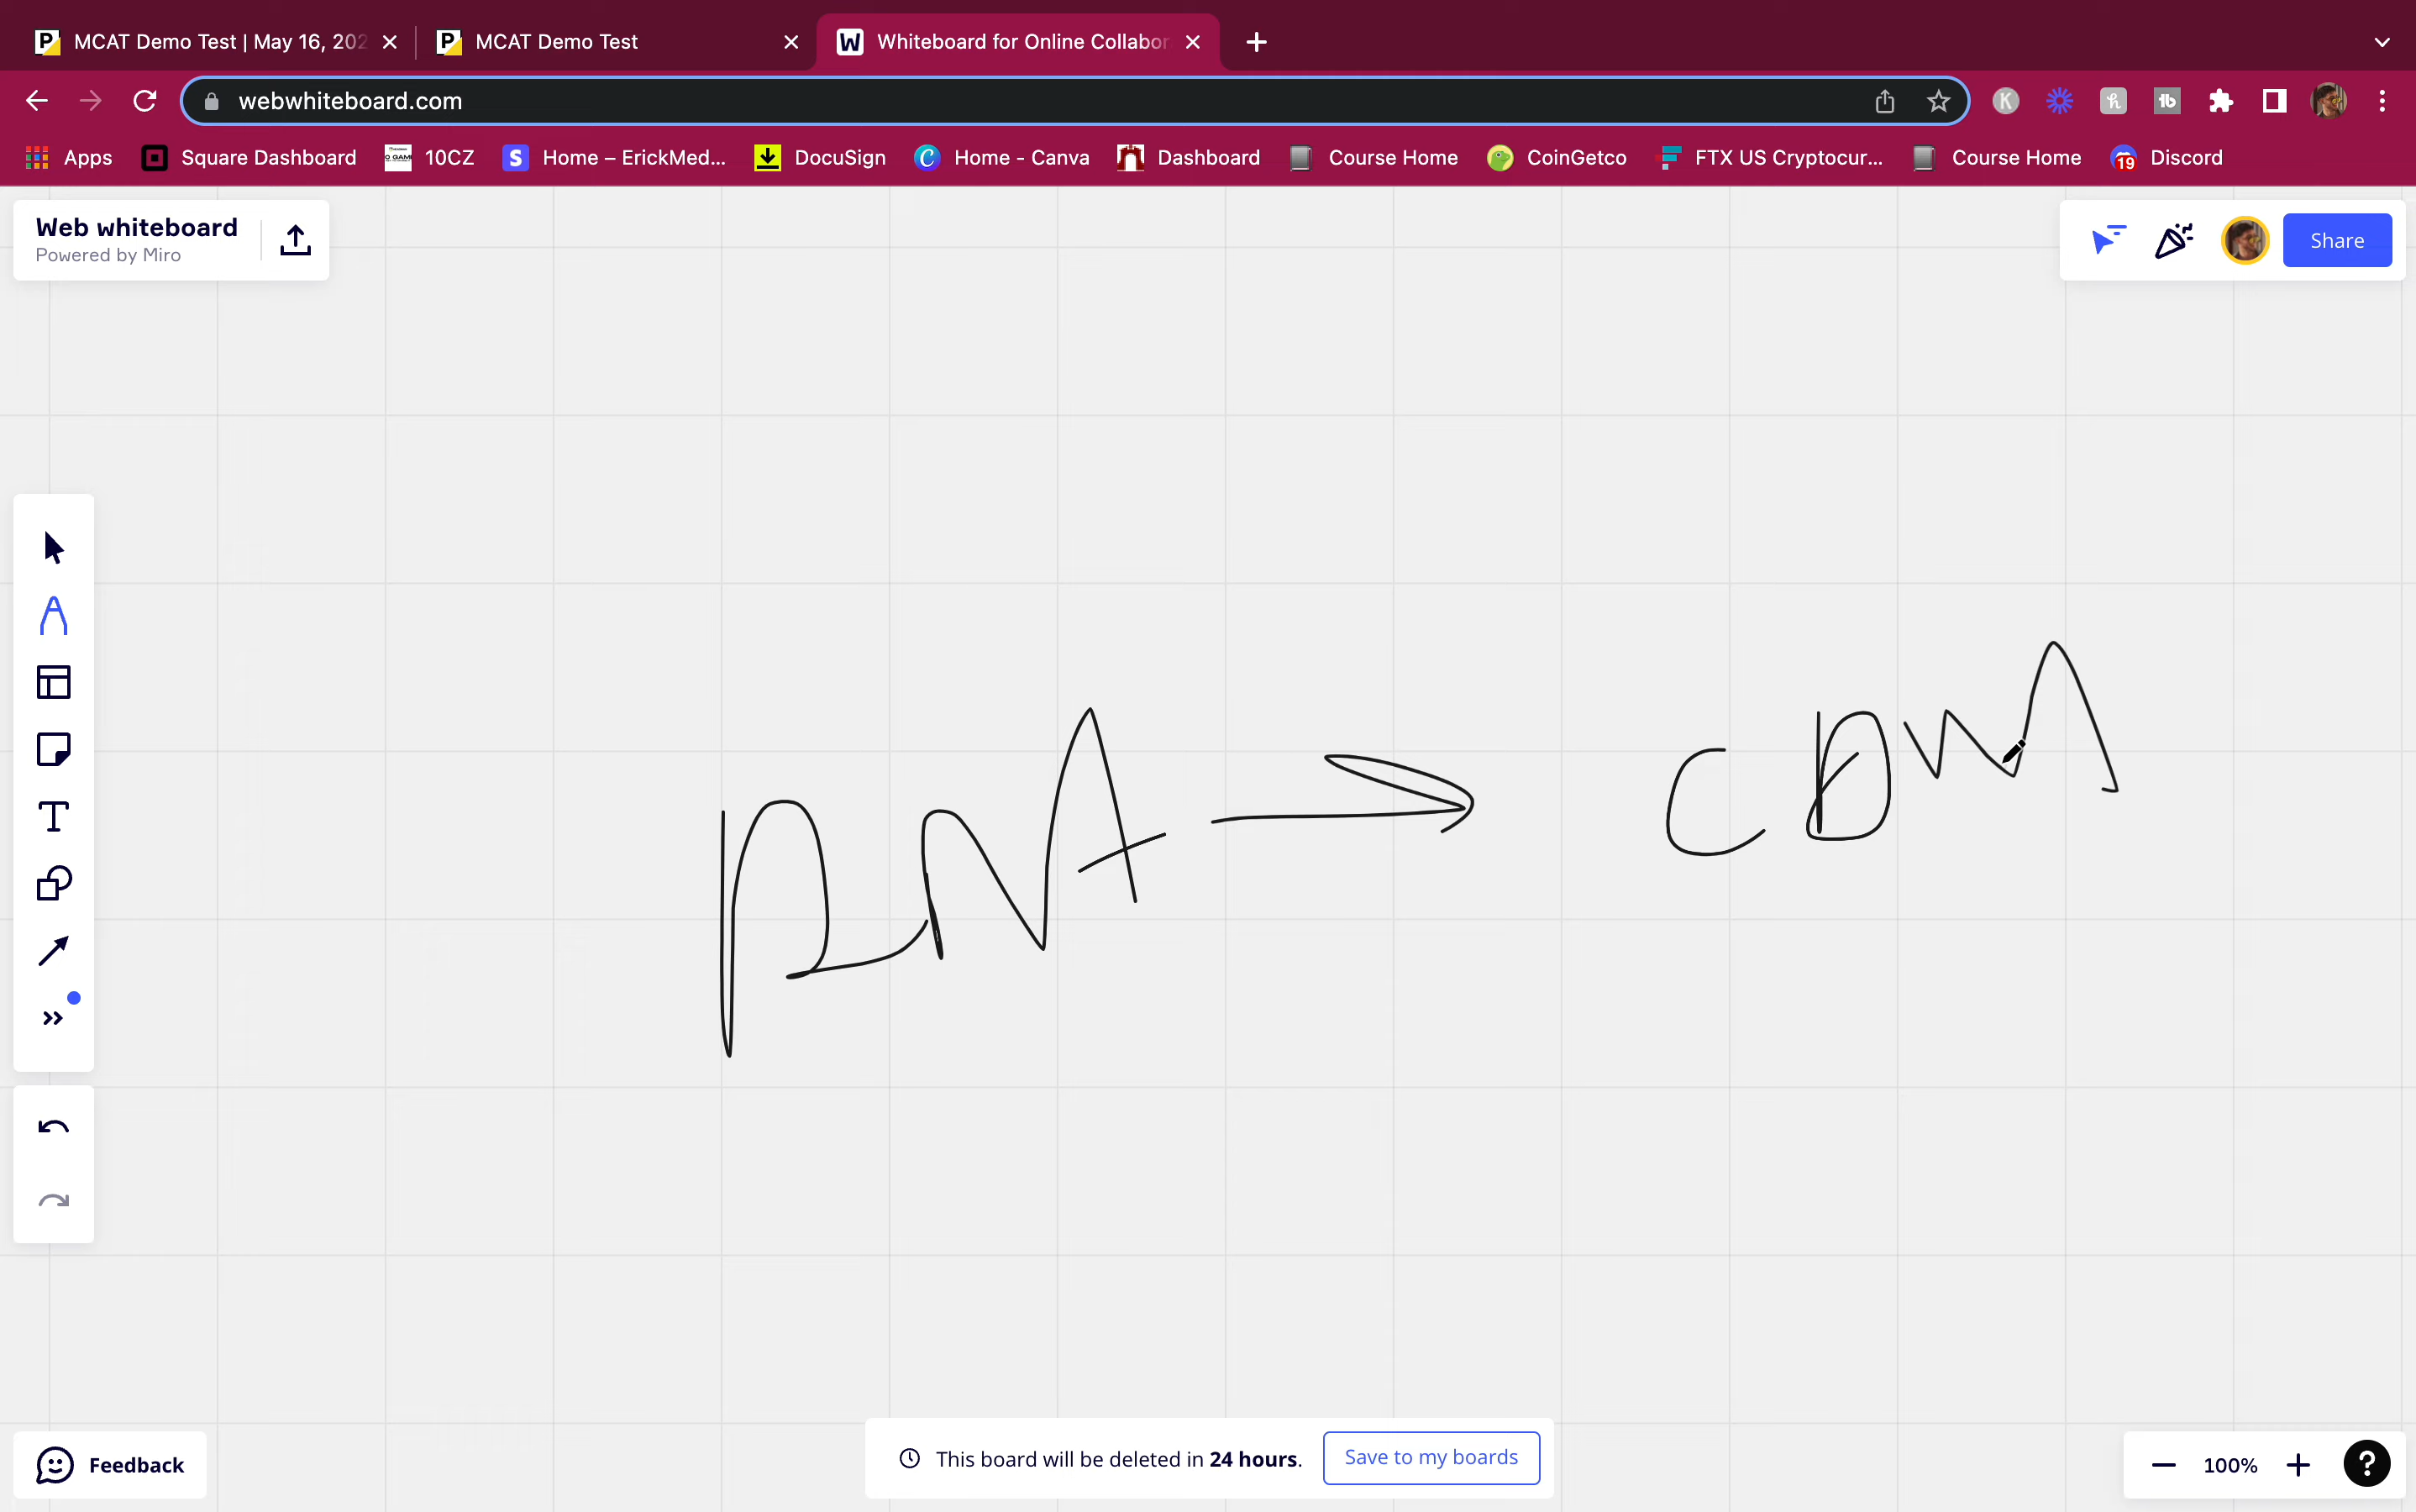 MCAT Demo Test | May 16, 202
MCAT Demo Test
Whiteboard for Online Collabor
webwhiteboard.com
Apps
Square Dashboard
10CZ
Home – ErickMed...
DocuSign
Home - Canva
Dashboard
Course Home
CoinGetco
FTX US Cryptocur...
Course Home
19
Discord
Web whiteboard
Powered by Miro
Share
RNA → CDNA
Feedback
This board will be deleted in 24 hours.
Save to my boards
100%